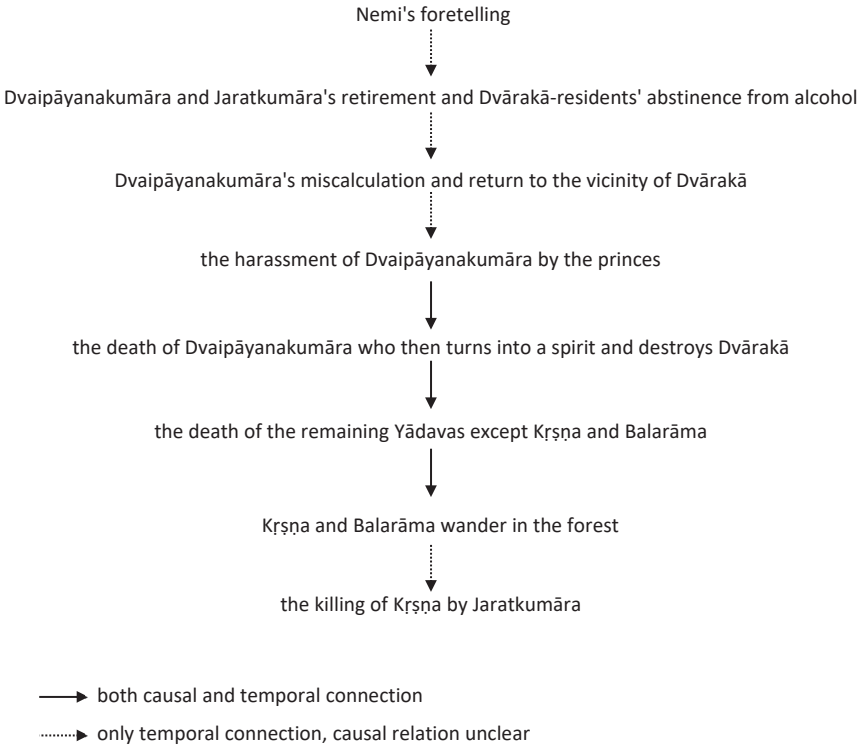 Nemi's foretelling
Dvaipāyanakumāra and Jaratkumāra's retirement and Dvārakā-residents' abstinence from alcohol
Dvaipāyanakumāra's miscalculation and return to the vicinity of Dvārakā
the harassment of Dvaipāyanakumāra by the princes
the death of Dvaipāyanakumāra who then turns into a spirit and destroys Dvārakā
the death of the remaining Yādavas except Kṛṣṇa and Balarāma
Kṛṣṇa and Balarāma wander in the forest
the killing of Kṛṣṇa by Jaratkumāra
both causal and temporal connection
only temporal connection, causal relation unclear